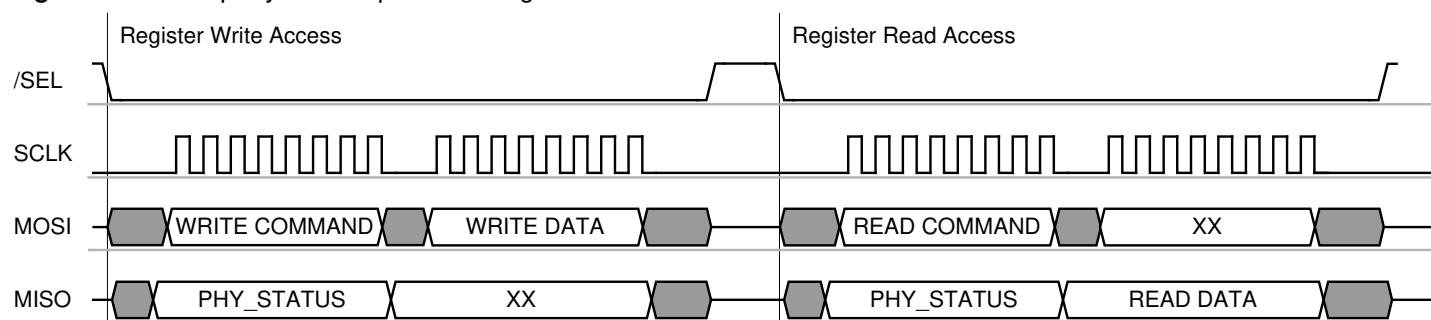 Register Write Access Register Read Access
/SEL
SCLK
MOSI WRITE COMMAND WRITE DATA READ COMMAND XX
MISO PHY_STATUS XX PHY_STATUS READ DATA